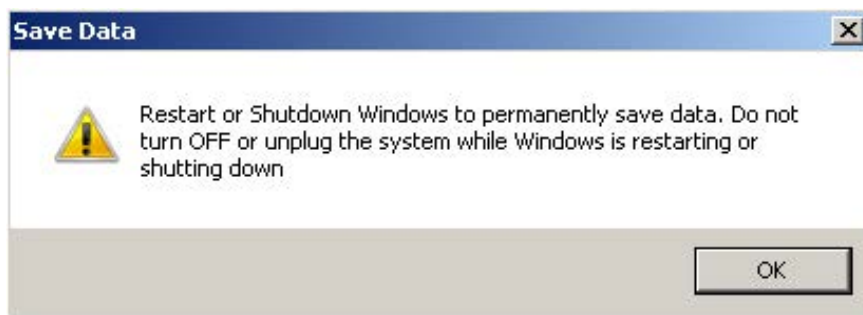 Save Data
Restart or Shutdown Windows to permanently save data. Do not
turn OFF or unplug the system while Windows is restarting or
shutting down
OK